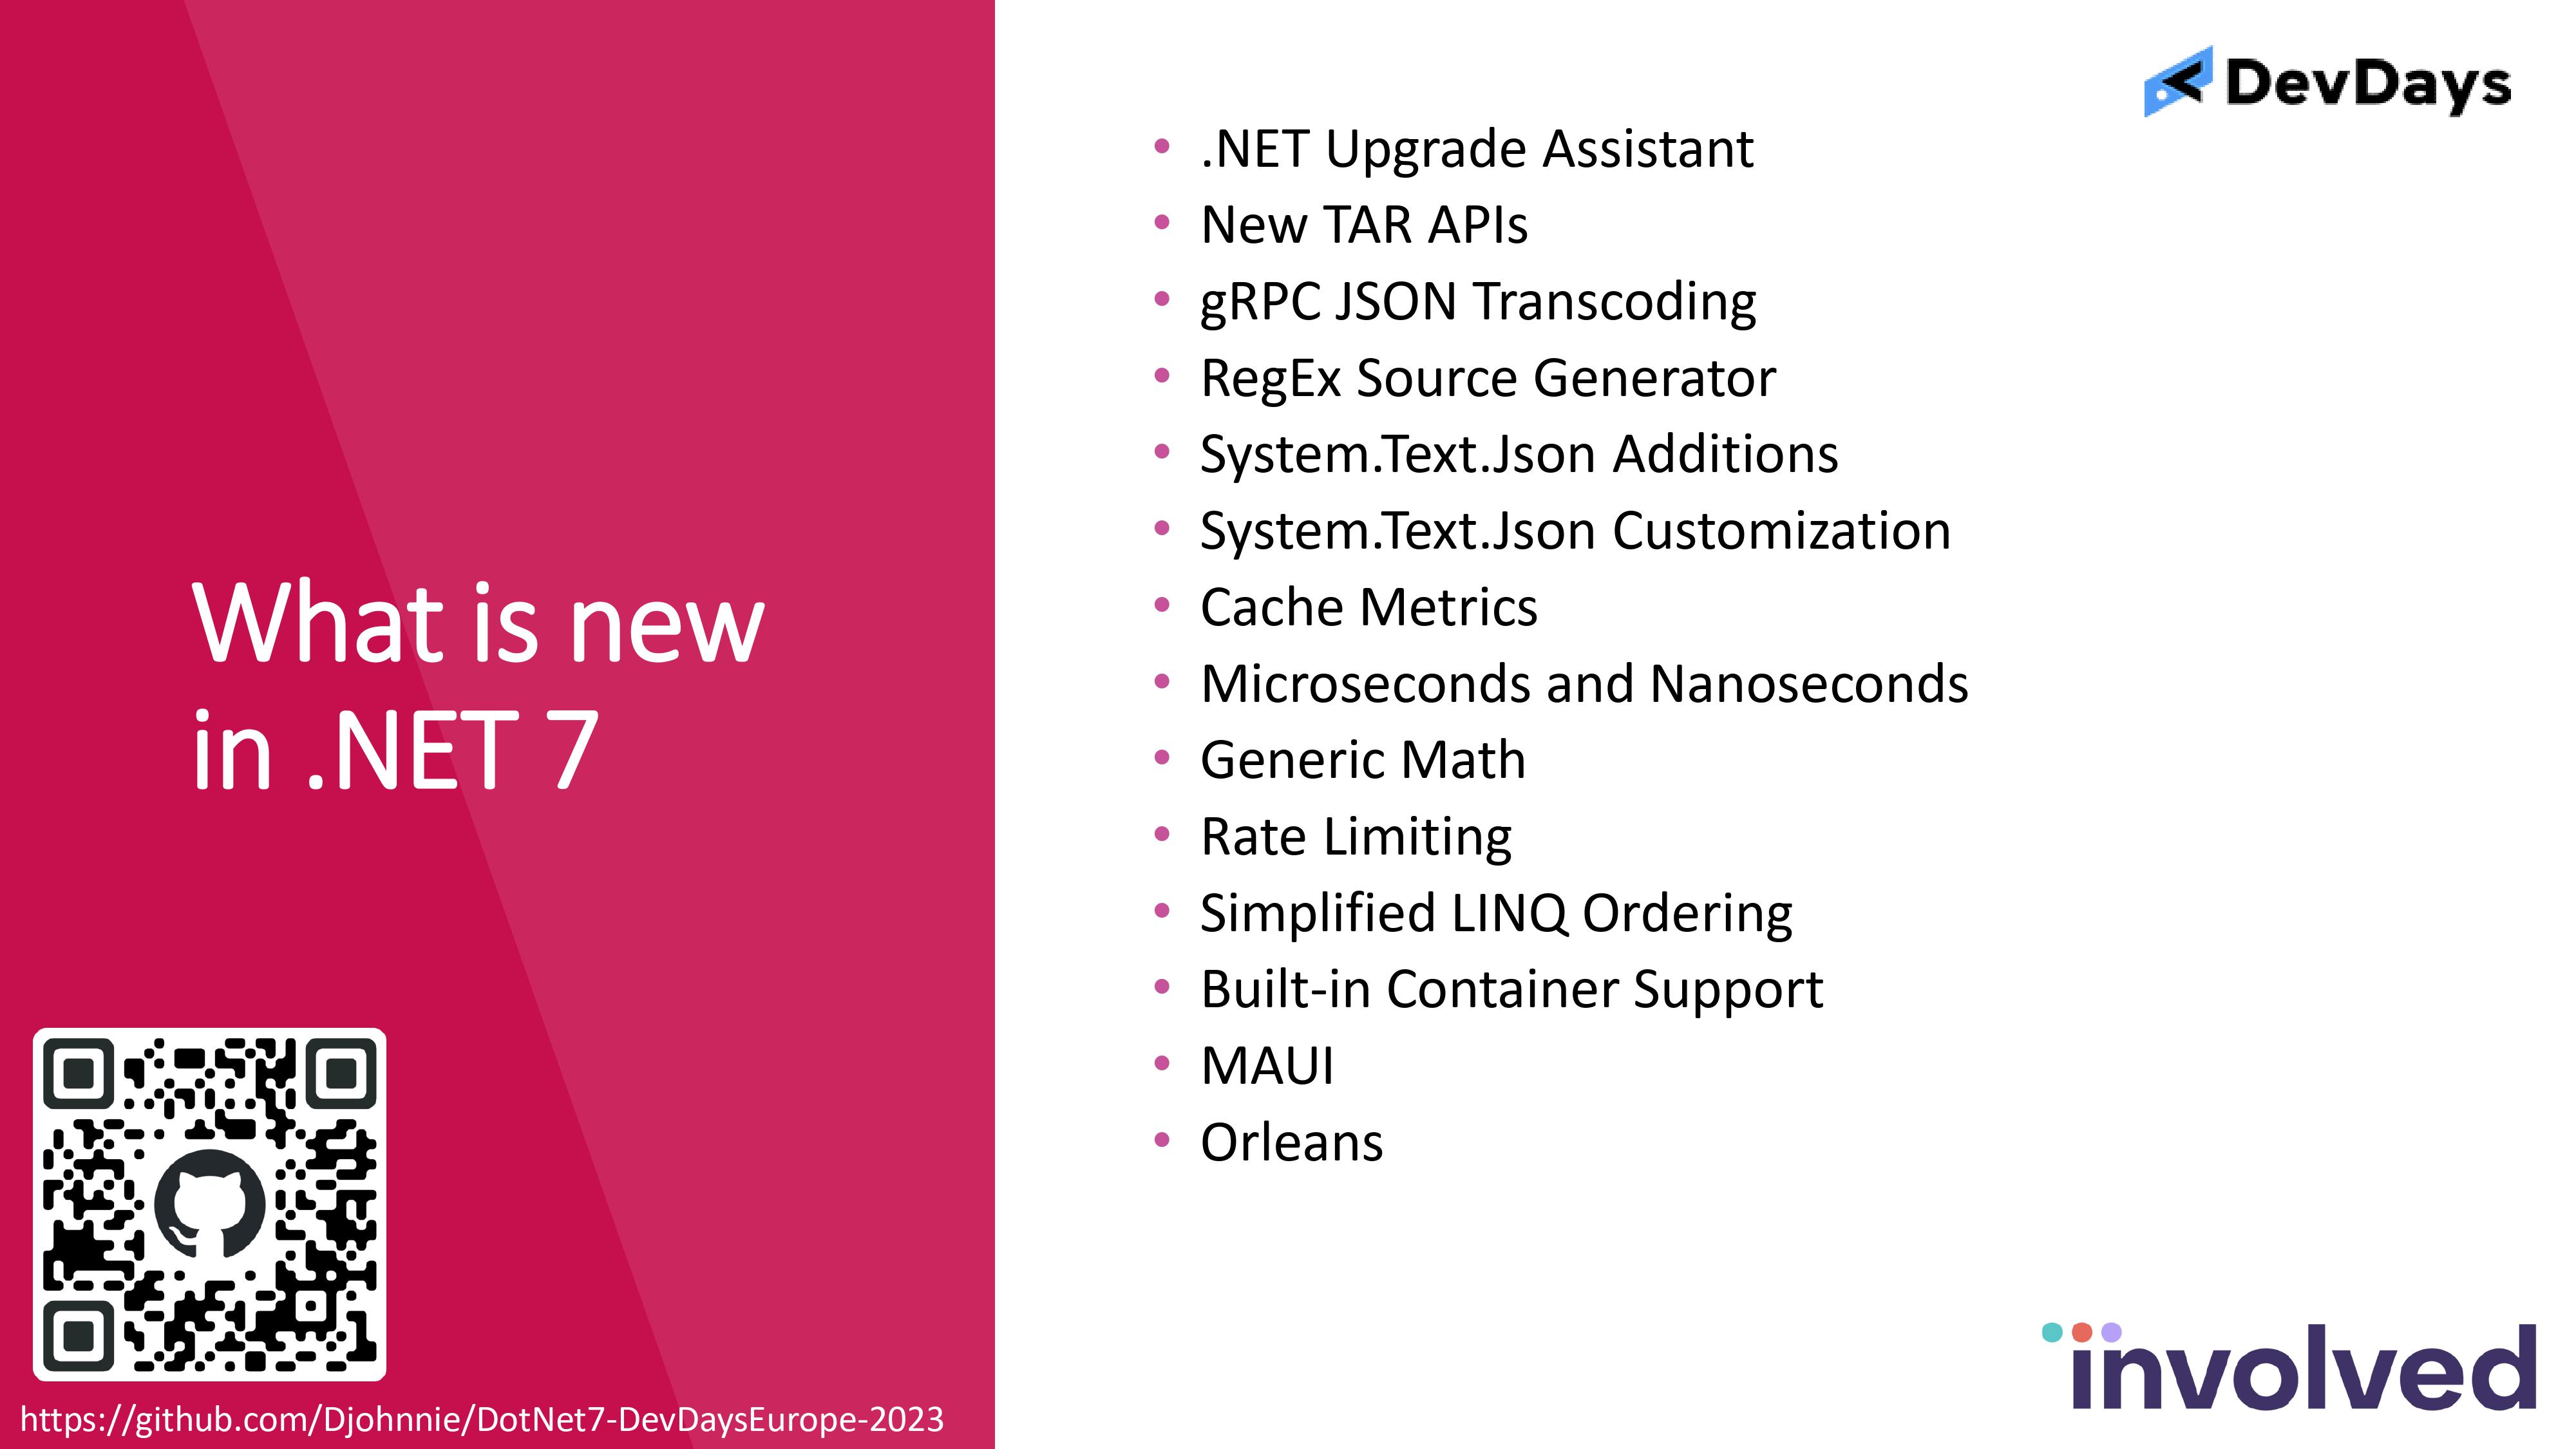 What is new
in .NET 7
https://github.com/Djohnnie/DotNet7-DevDaysEurope-2023
DevDays
• .NET Upgrade Assistant
• New TAR APIs
• gRPC JSON Transcoding
• RegEx Source Generator
• System.Text.Json Additions
• System.Text.Json Customization
• Cache Metrics
• Microseconds and Nanoseconds
• Generic Math
• Rate Limiting
• Simplified LINQ Ordering
• Built-in Container Support
• MAUI
• Orleans
involved